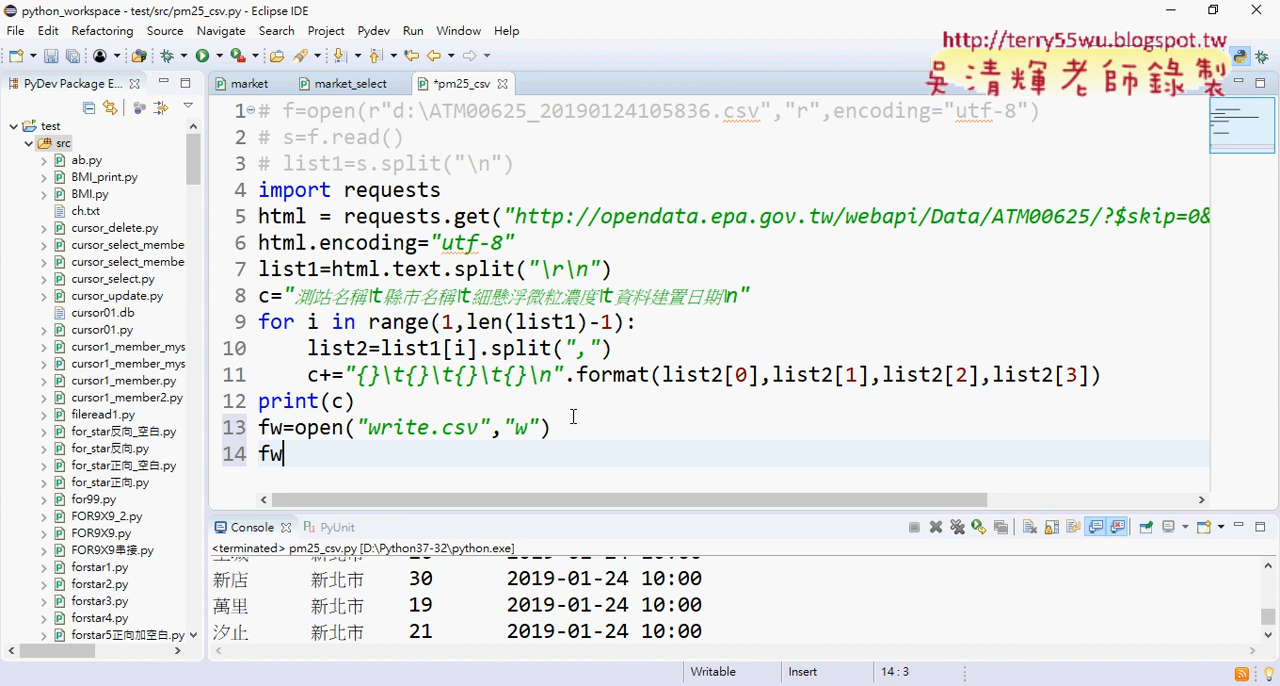 python_workspace - test/src/pm25_csv.py - Eclipse IDE
File Edit Refactoring Source Navigate Search Project Pydev Run Window Help
http://terry55wu.blogspot.tw
吳清輝老師錄製
PyDev Package E...
market
market_select
*pm25_csv
test
src
ab.py
BMI_print.py
BMI.py
ch.txt
cursor_delete.py
cursor_select_membe
cursor_select_membe
cursor_select.py
cursor_update.py
cursor01.db
cursor01.py
cursor1_member_mys
cursor1_member_mys
cursor1_member.py
cursor1_member2.py
fileread1.py
for_star反向_空白.py
for_star反向.py
for_star正向_空白.py
for_star正向.py
for99.py
FOR9X9_2.py
FOR9X9.py
FOR9X9串接.py
forstar1.py
forstar2.py
forstar3.py
forstar4.py
forstar5正向加空白.py
1 # f=open(r"d:\ATM00625_20190124105836.csv","r",encoding="utf-8")
2 # s=f.read()
3 # list1=s.split("\n")
4 import requests
5 html = requests.get("http://opendata.epa.gov.tw/webapi/Data/ATM00625/?$skip=0&
6 html.encoding="utf-8"
7 list1=html.text.split("\r\n")
8 c="測站名稱\t縣市名稱\t細懸浮微粒濃度\t資料建置日期\n"
9 for i in range(1,len(list1)-1):
10     list2=list1[i].split(",")
11     c+="{}\t{}\t{}\t{}\n".format(list2[0],list2[1],list2[2],list2[3])
12 print(c)
13 fw=open("write.csv","w")
14 fw
Console
PyUnit
<terminated> pm25_csv.py [D:\Python37-32\python.exe]
新店 新北市 30 2019-01-24 10:00
萬里 新北市 19 2019-01-24 10:00
汐止 新北市 21 2019-01-24 10:00
Writable Insert 14 : 3